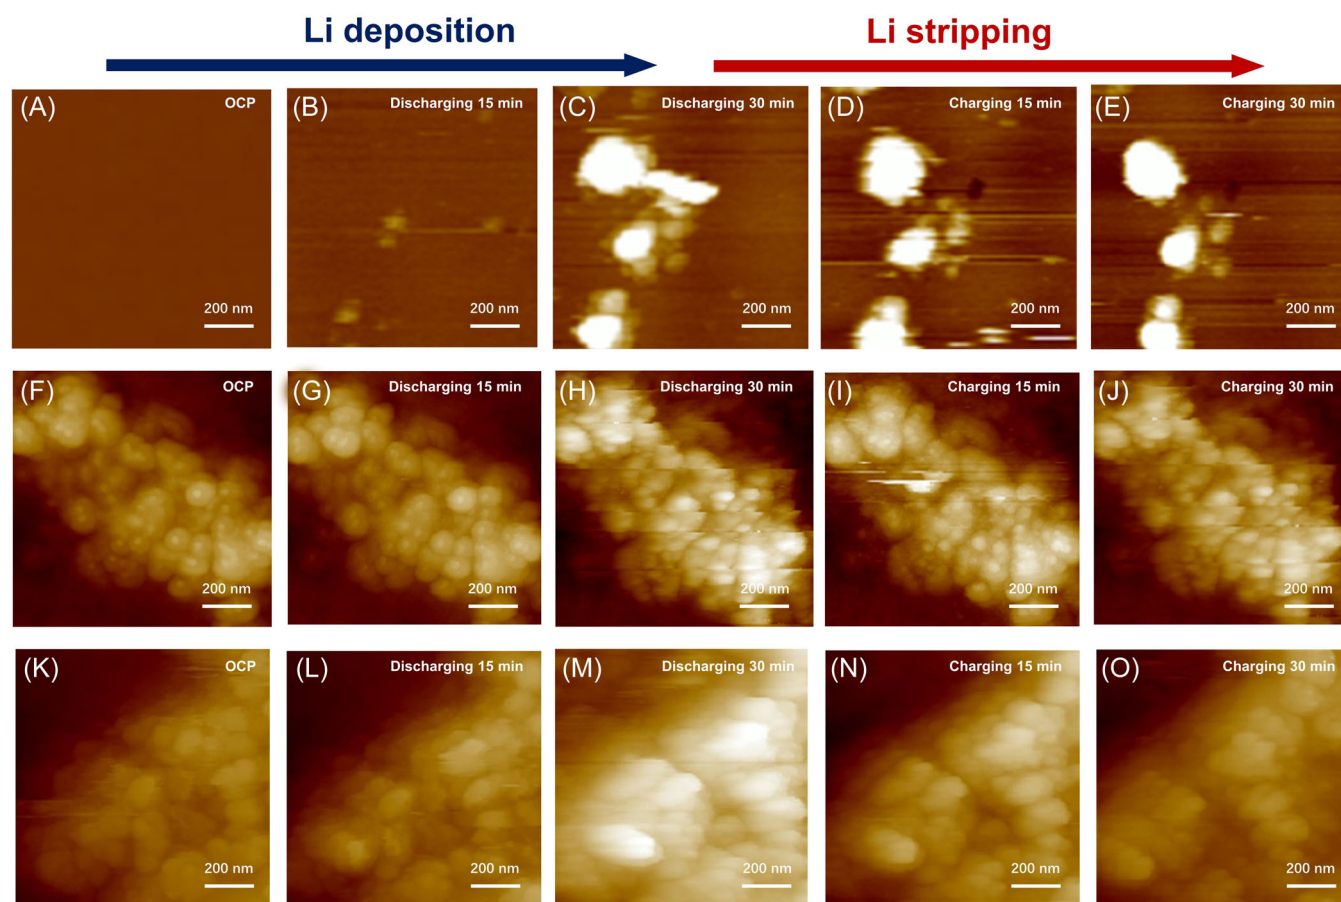 Li deposition
Li stripping
(A)
OCP
200 nm
(B)
Discharging 15 min
200 nm
(C)
Discharging 30 min
200 nm
(D)
Charging 15 min
200 nm
(E)
Charging 30 min
200 nm
(F)
OCP
200 nm
(G)
Discharging 15 min
200 nm
(H)
Discharging 30 min
200 nm
(I)
Charging 15 min
200 nm
(J)
Charging 30 min
200 nm
(K)
OCP
200 nm
(L)
Discharging 15 min
200 nm
(M)
Discharging 30 min
200 nm
(N)
Charging 15 min
200 nm
(O)
Charging 30 min
200 nm